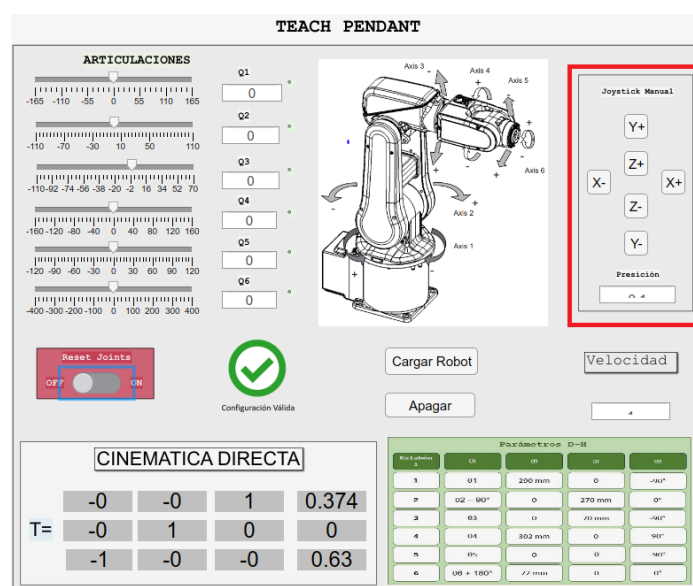 TEACH PENDANT
ARTICULACIONES
-165 -110 -55 0 55 110 165
Q1
0 °
-110 -70 -30 10 50 110
Q2
0 °
-110-92 -74 -56 -38 -20 -2 16 34 52 70
Q3
0 °
-160 -120 -80 -40 0 40 80 120 160
Q4
0 °
-120 -90 -60 -30 0 30 60 90 120
Q5
0 °
-400 -300 -200 -100 0 100 200 300 400
Q6
0 °
Axis 3
-
Axis 4
+
Axis 5
-
+
-
Axis 6
+
-
+
-
+
Axis 2
Axis 1
+
-
Joystick Manual
Y+
Z+
X- X+
Z-
Y-
Presición
Reset Joints
OFF ON
Configuración Válida
Cargar Robot
Apagar
Velocidad
CINEMATICA DIRECTA
T=
-0 -0 1 0.374
-0 1 0 0
-1 -0 -0 0.63
Parámetros D-H
Eslabón
1 θ1 290 mm 0 -90°
2 θ2 - 90° 0 270 mm 0°
3 θ3 0 70 mm -90°
4 θ4 302 mm 0 90°
5 θ5 0 0 -90°
6 θ6 + 180° 72 mm 0 0°